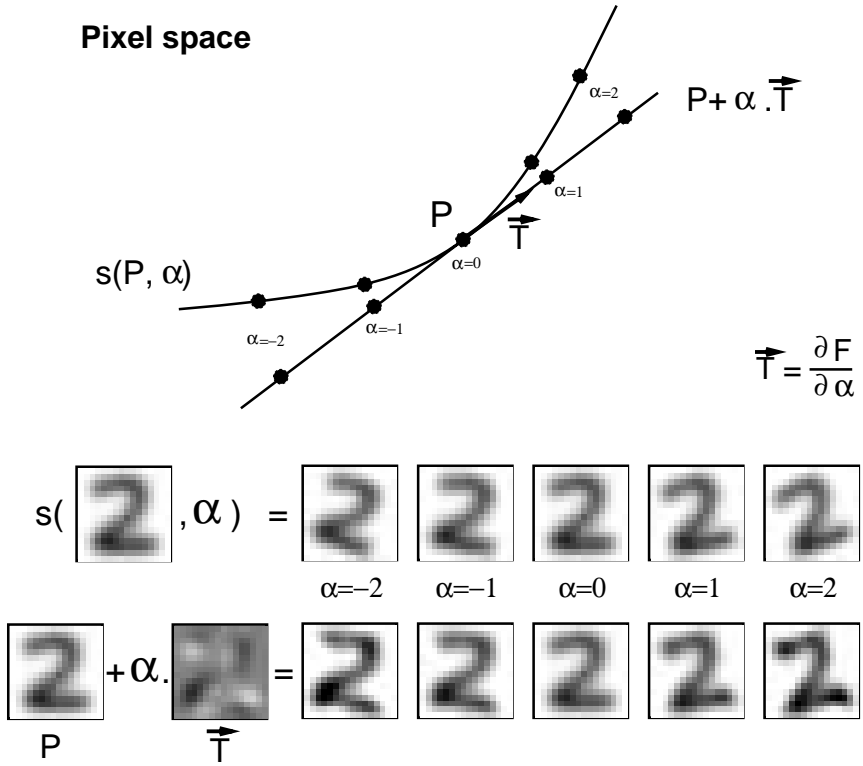 Pixel space
α=2
P+ α .T
α=1
P
T
α=0
s(P, α)
α=−1
α=−2
T = ∂ F / ∂ α
s( , α ) =
α=−2 α=−1 α=0 α=1 α=2
+ α. =
P T